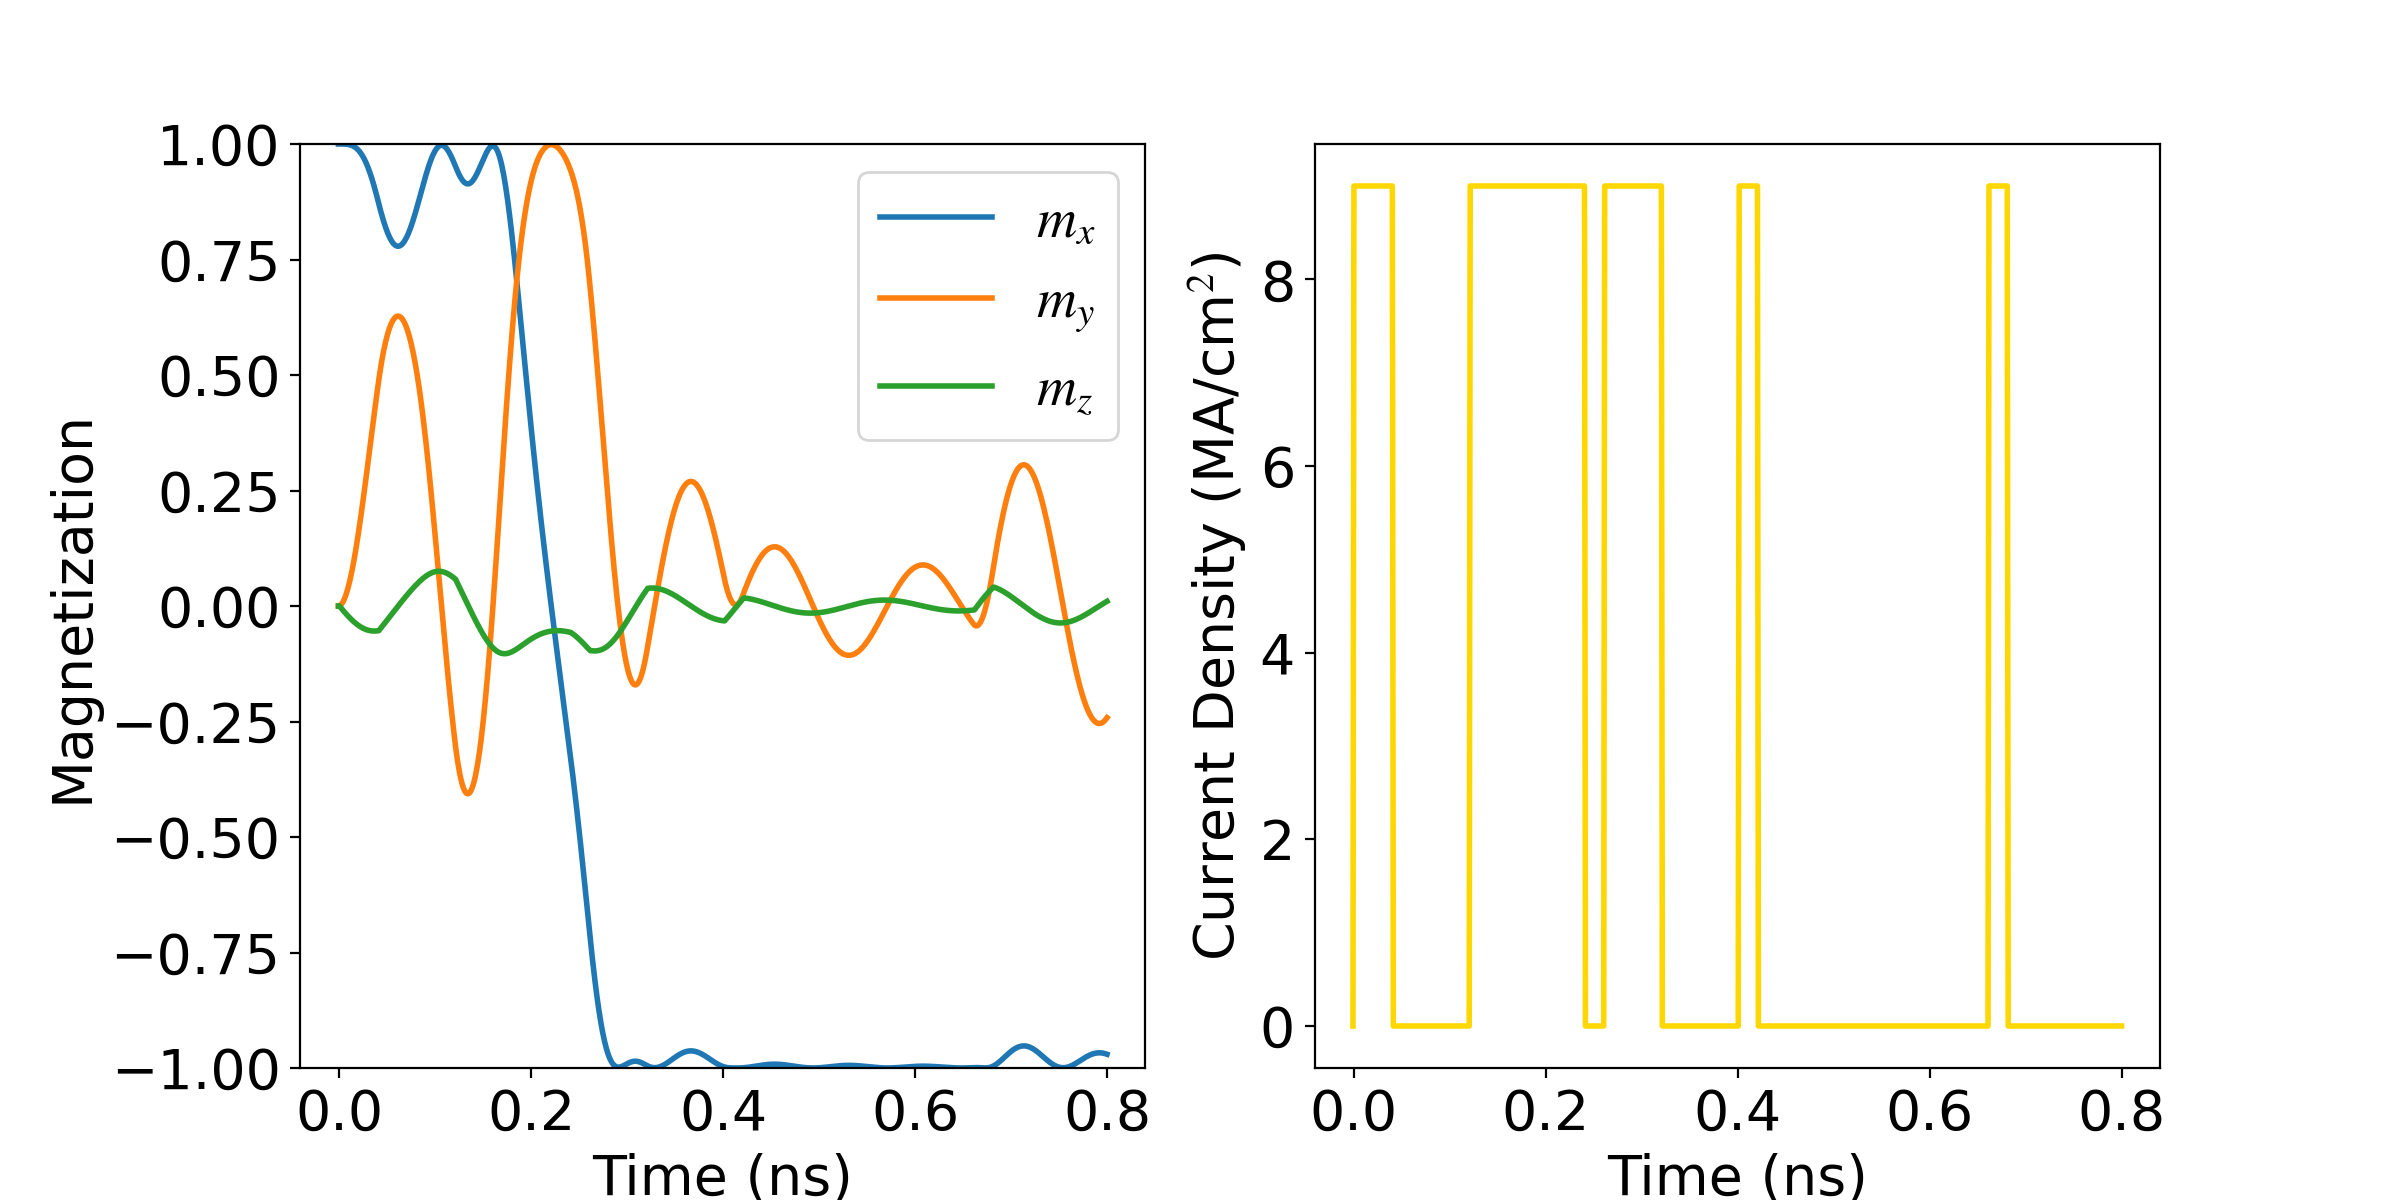 Magnetization
1.00
0.75
0.50
0.25
0.00
−0.25
−0.50
−0.75
−1.00
0.0 0.2 0.4 0.6 0.8
Time (ns)
mₓ
m_y
m_z
Current Density (MA/cm²)
8
6
4
2
0
0.0 0.2 0.4 0.6 0.8
Time (ns)